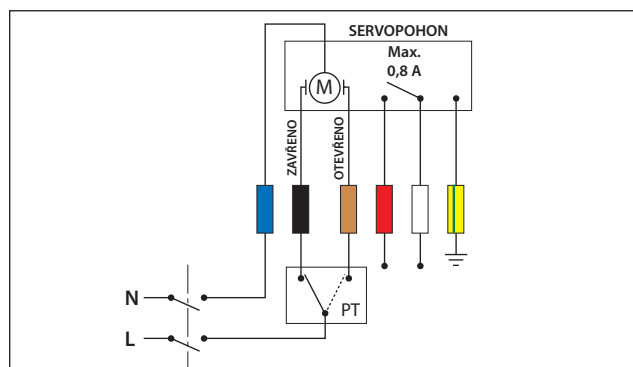 SERVOPOHON
Max.
0,8 A
M
ZAVŘENO
OTEVŘENO
N
PT
L